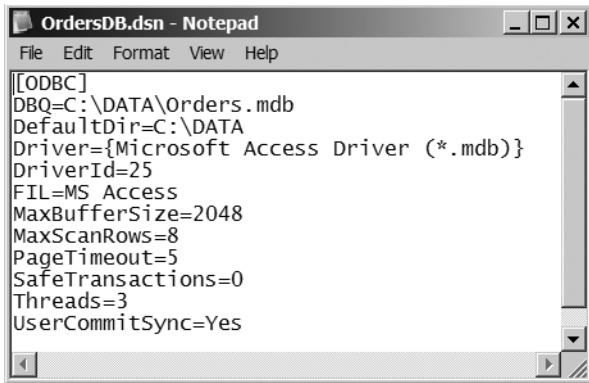 OrdersDB.dsn - Notepad
File Edit Format View Help
[ODBC]
DBQ=C:\DATA\Orders.mdb
DefaultDir=C:\DATA
Driver={Microsoft Access Driver (*.mdb)}
DriverId=25
FIL=MS Access
MaxBufferSize=2048
MaxScanRows=8
PageTimeout=5
SafeTransactions=0
Threads=3
UserCommitSync=Yes